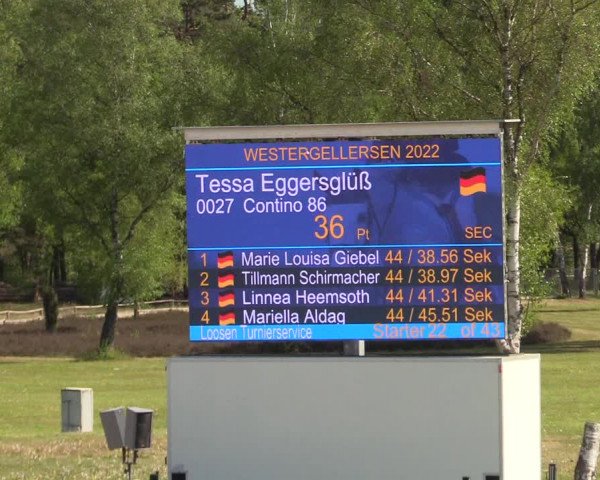 WESTERGELLERSEN 2022
Tessa Eggersglüß
0027 Contino 86
36 Pt SEC
1 Marie Louisa Giebel 44 / 38.56 Sek
2 Tillmann Schirmacher 44 / 38.97 Sek
3 Linnea Heemsoth 44 / 41.31 Sek
4 Mariella Aldag 44 / 45.51 Sek
Loosen Turnierservice Starter 22 of 43